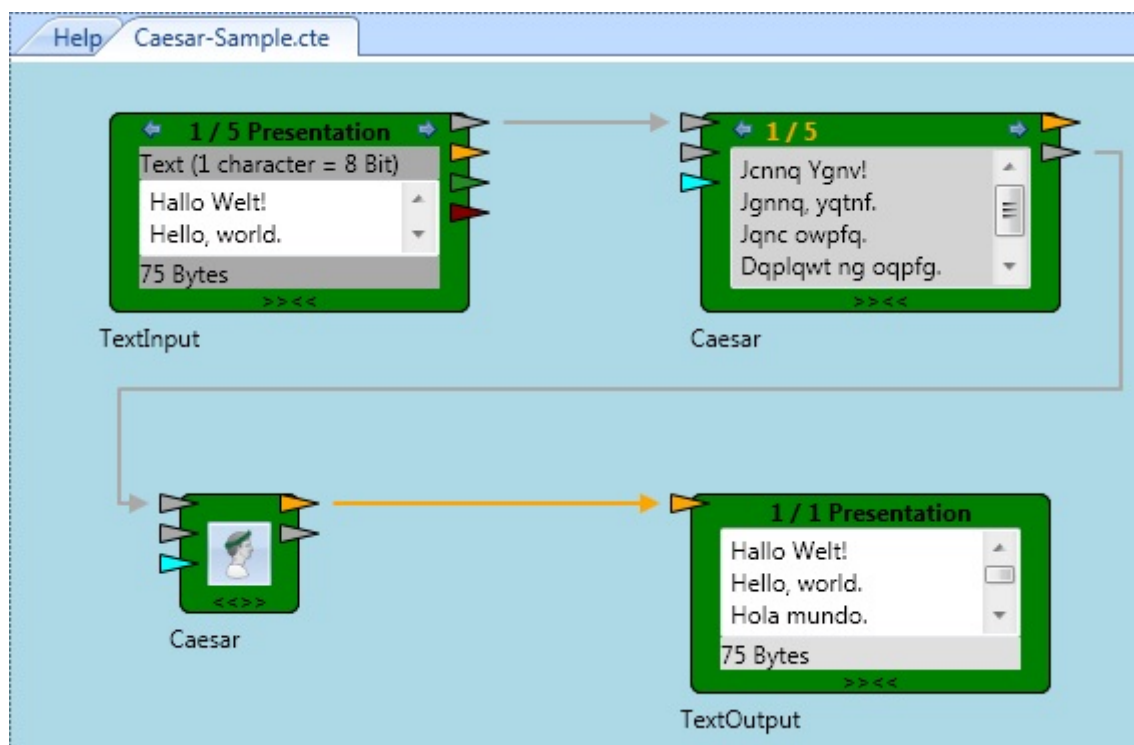 Help
Caesar-Sample.cte
1 / 5 Presentation
Text (1 character = 8 Bit)
Hallo Welt!
Hello, world.
75 Bytes
>><<
TextInput
1 / 5
Jcnnq Ygnv!
Jgnnq, yqtnf.
Jqnc owpfq.
Dqplqwt ng oqpfg.
>><<
Caesar
<<>>
Caesar
1 / 1 Presentation
Hallo Welt!
Hello, world.
Hola mundo.
75 Bytes
>><<
TextOutput